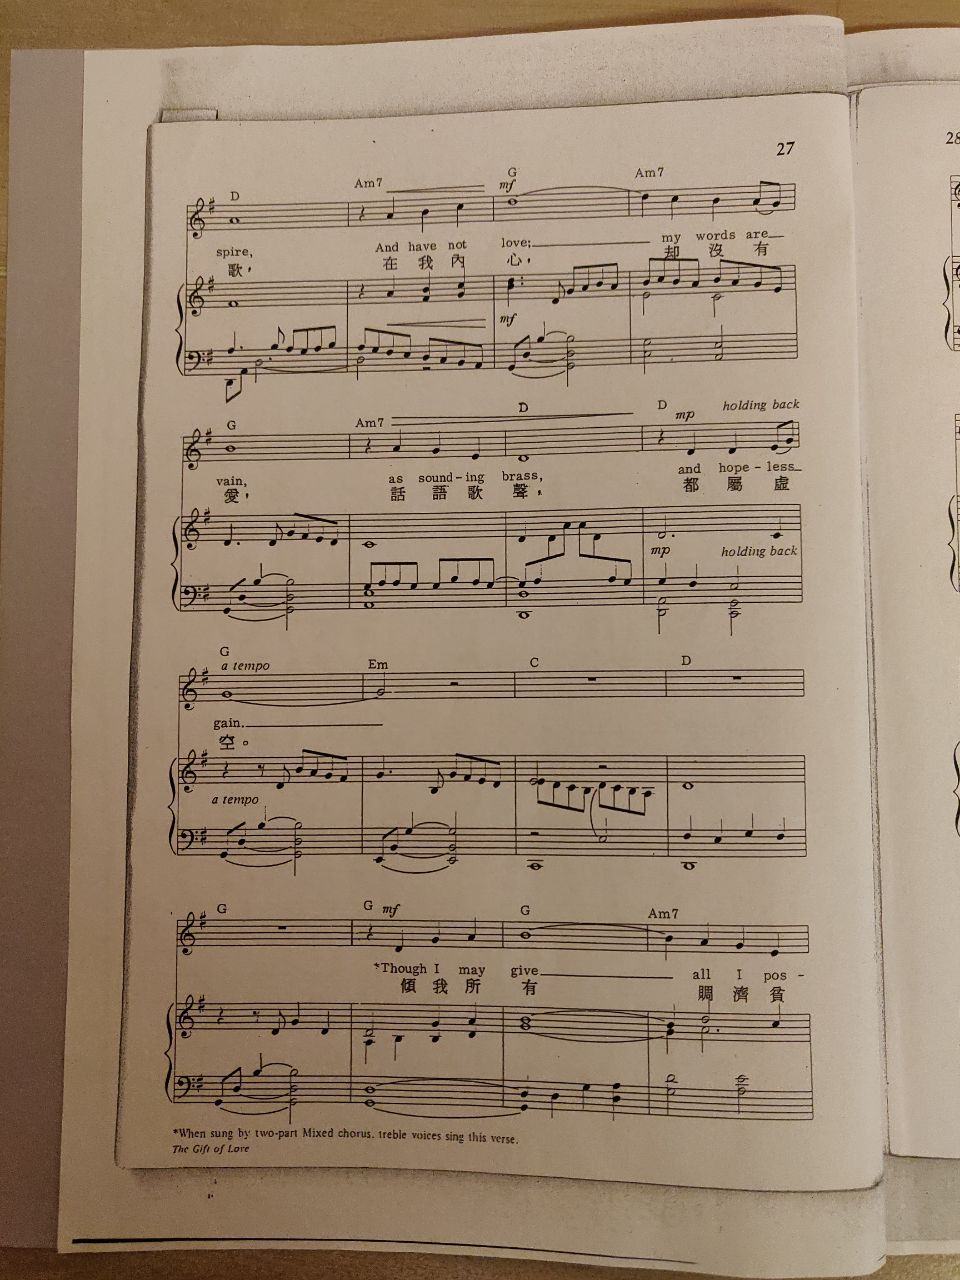 27
28
D Am7 G Am7
mf
spire, And have not love; my words are
歌， 在 我 內 心， 却 沒 有
mf
G Am7 D D mp holding back
vain, as sound-ing brass, and hope-less
愛， 話 語 歌 聲， 都 屬 虛
mp holding back
G Em C D
a tempo
gain.
空。
a tempo
G G mf G Am7
*Though I may give all I pos-
傾 我 所 有 賙 濟 貧
*When sung by two-part Mixed chorus, treble voices sing this verse.
The Gift of Love